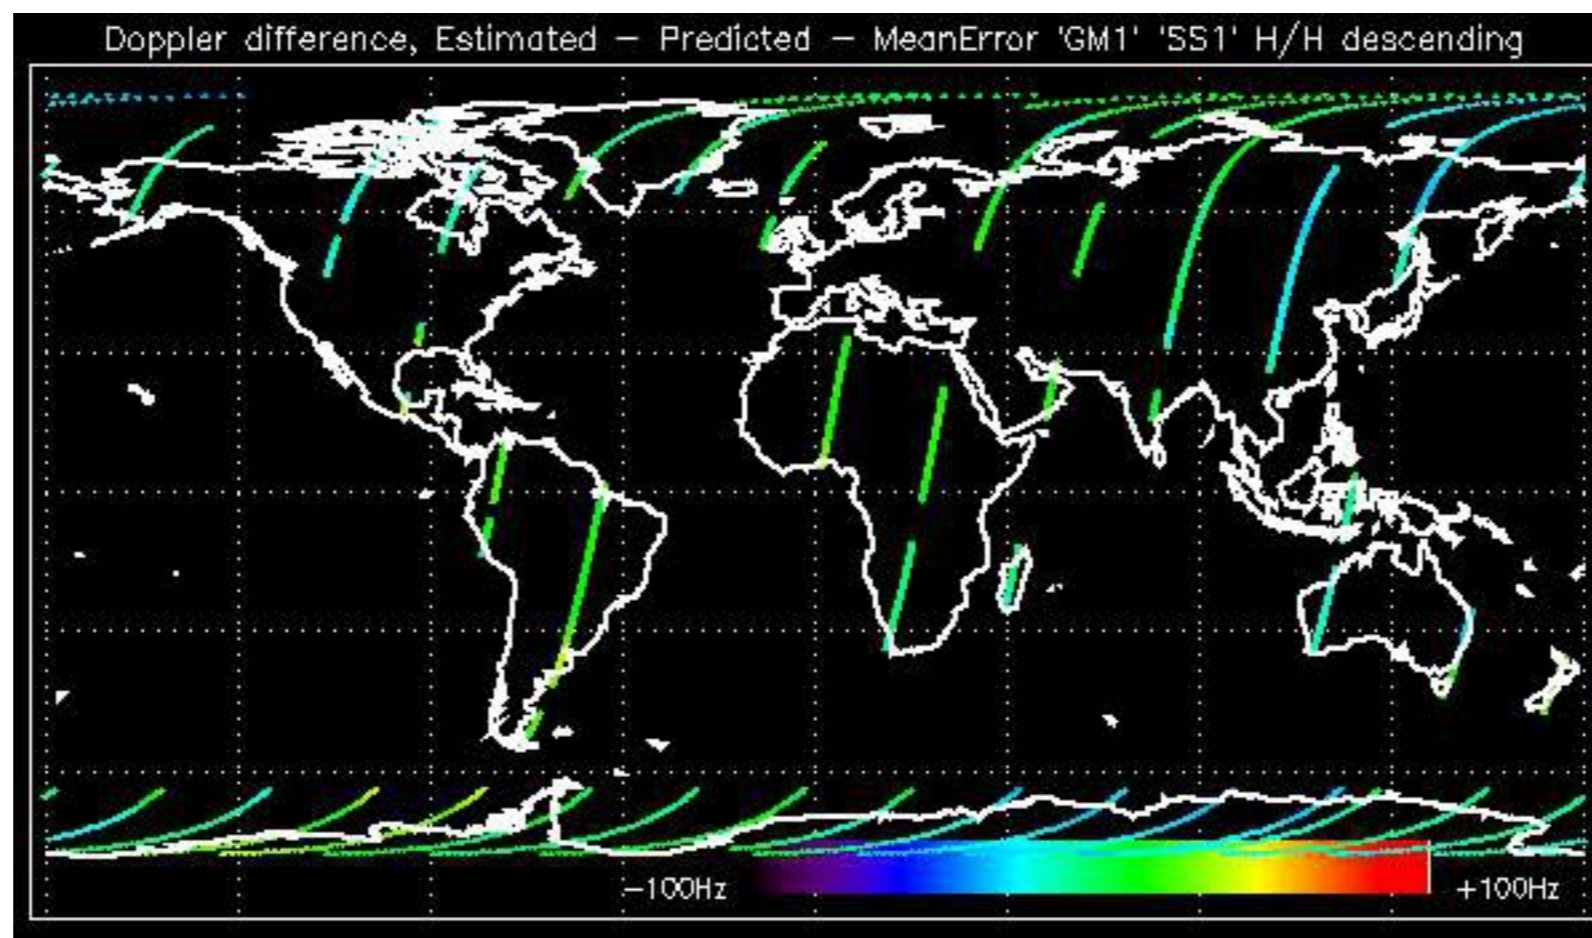 Doppler difference, Estimated – Predicted – MeanError 'GM1' 'SS1' H/H descending
–100Hz +100Hz